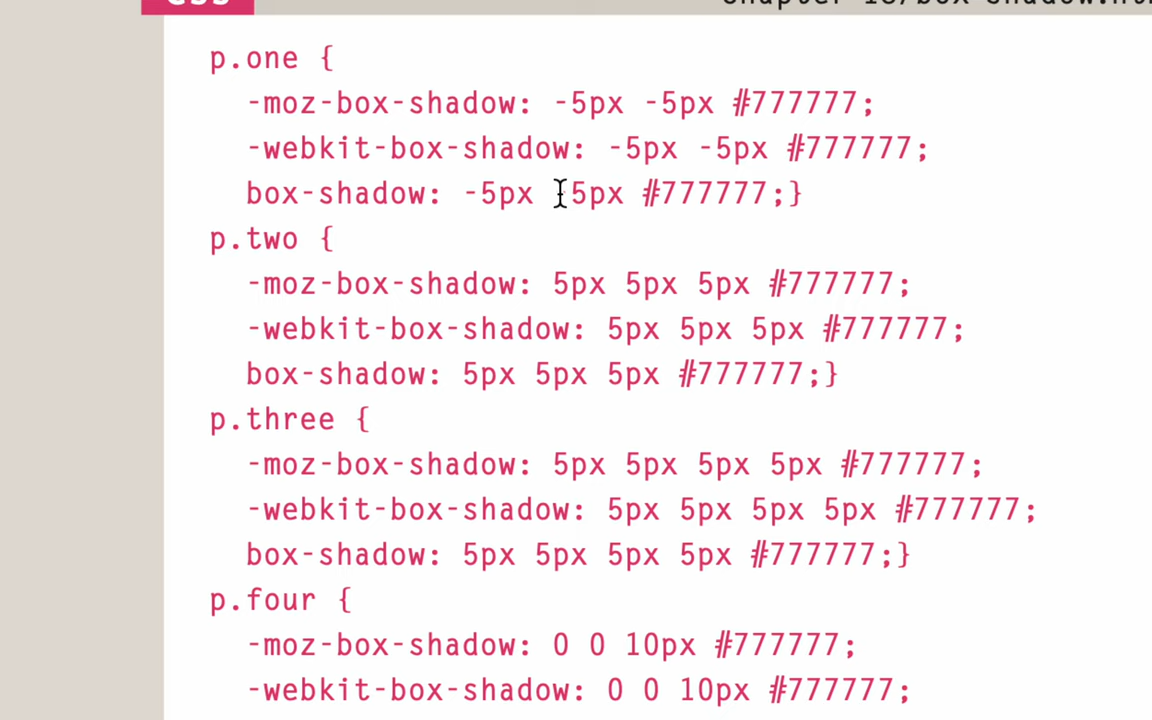 CSS
p.one {
-moz-box-shadow: -5px -5px #777777;
-webkit-box-shadow: -5px -5px #777777;
box-shadow: -5px 5px #777777;}
p.two {
-moz-box-shadow: 5px 5px 5px #777777;
-webkit-box-shadow: 5px 5px 5px #777777;
box-shadow: 5px 5px 5px #777777;}
p.three {
-moz-box-shadow: 5px 5px 5px 5px #777777;
-webkit-box-shadow: 5px 5px 5px 5px #777777;
box-shadow: 5px 5px 5px 5px #777777;}
p.four {
-moz-box-shadow: 0 0 10px #777777;
-webkit-box-shadow: 0 0 10px #777777;